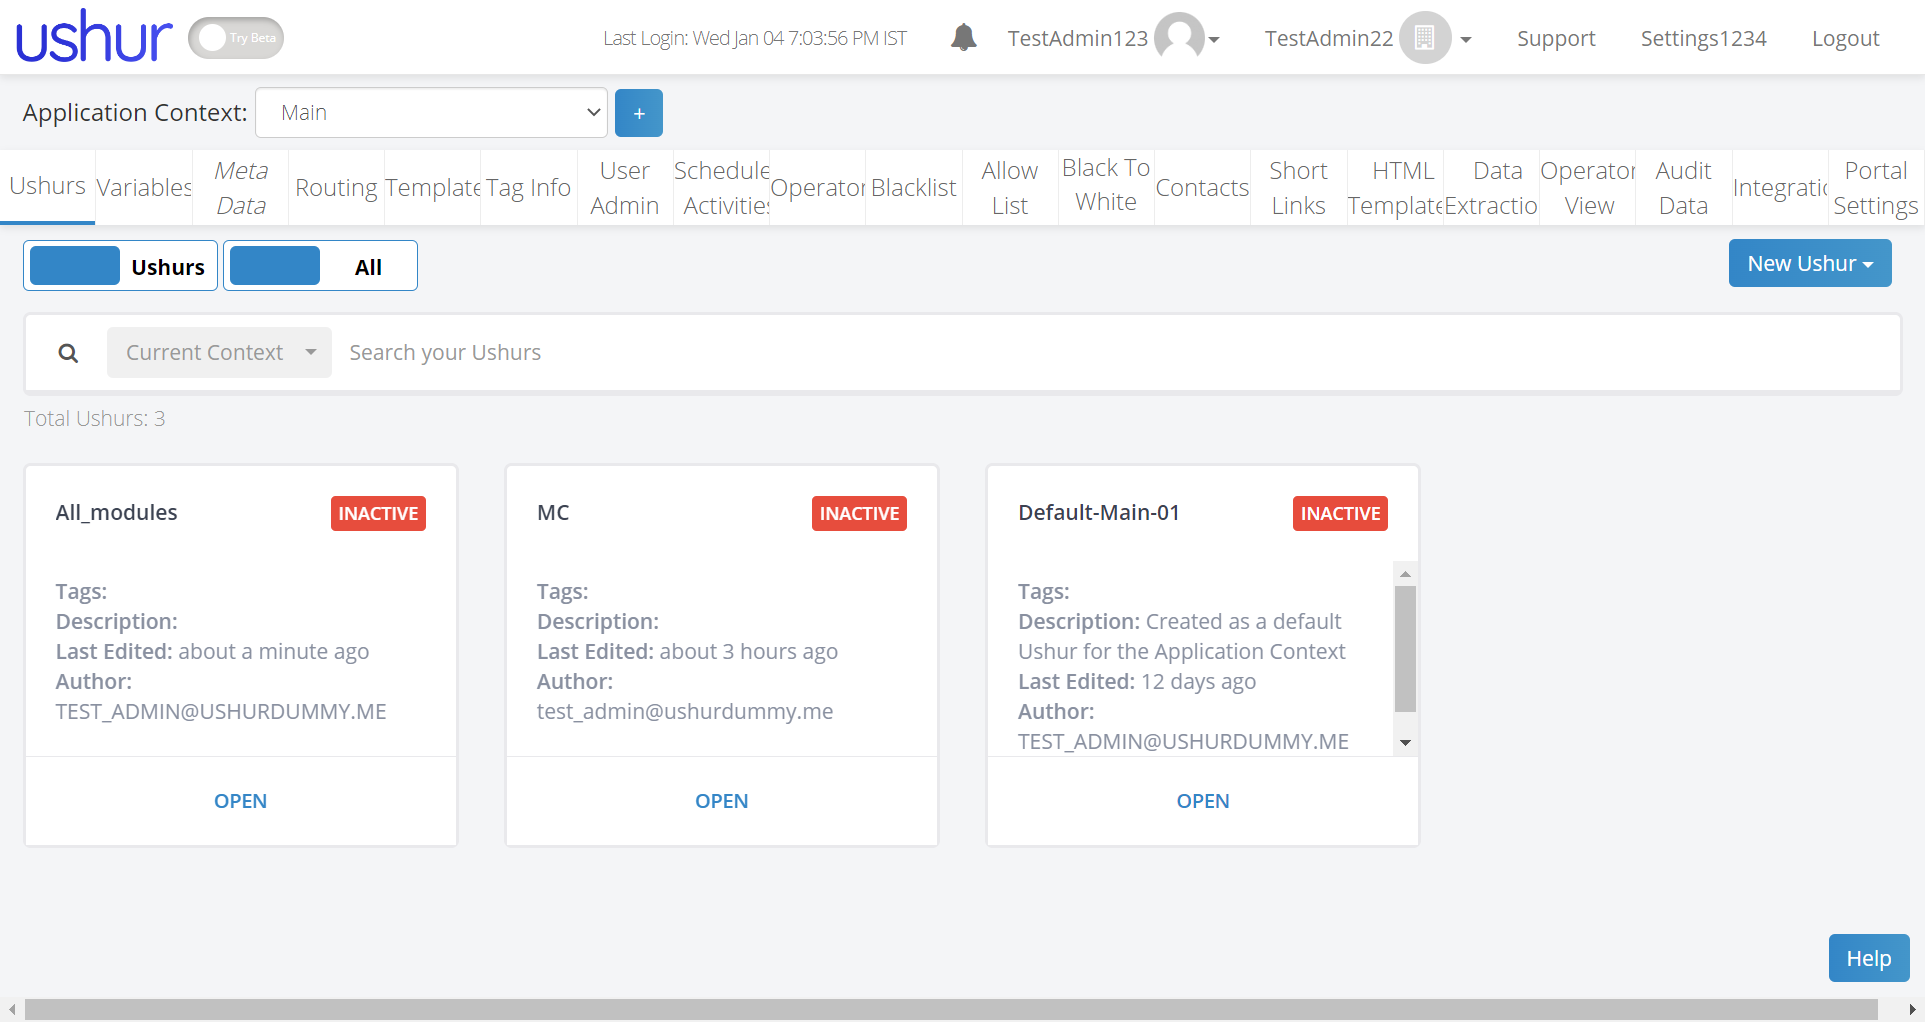 ushur
Try Beta
Last Login: Wed Jan 04 7:03:56 PM IST
TestAdmin123
TestAdmin22
Support
Settings1234
Logout
Application Context:
Main
+
Ushurs
Variables
Meta
Data
Routing
Template
Tag Info
User
Admin
Schedule
Activities
Operator
Blacklist
Allow
List
Black To
White
Contacts
Short
Links
HTML
Template
Data
Extractio
Operator
View
Audit
Data
Integratic
Portal
Settings
Ushurs
All
New Ushur
Current Context
Search your Ushurs
Total Ushurs: 3
All_modules
INACTIVE
Tags:
Description:
Last Edited: about a minute ago
Author:
TEST_ADMIN@USHURDUMMY.ME
OPEN
MC
INACTIVE
Tags:
Description:
Last Edited: about 3 hours ago
Author:
test_admin@ushurdummy.me
OPEN
Default-Main-01
INACTIVE
Tags:
Description: Created as a default
Ushur for the Application Context
Last Edited: 12 days ago
Author:
TEST_ADMIN@USHURDUMMY.ME
OPEN
Help